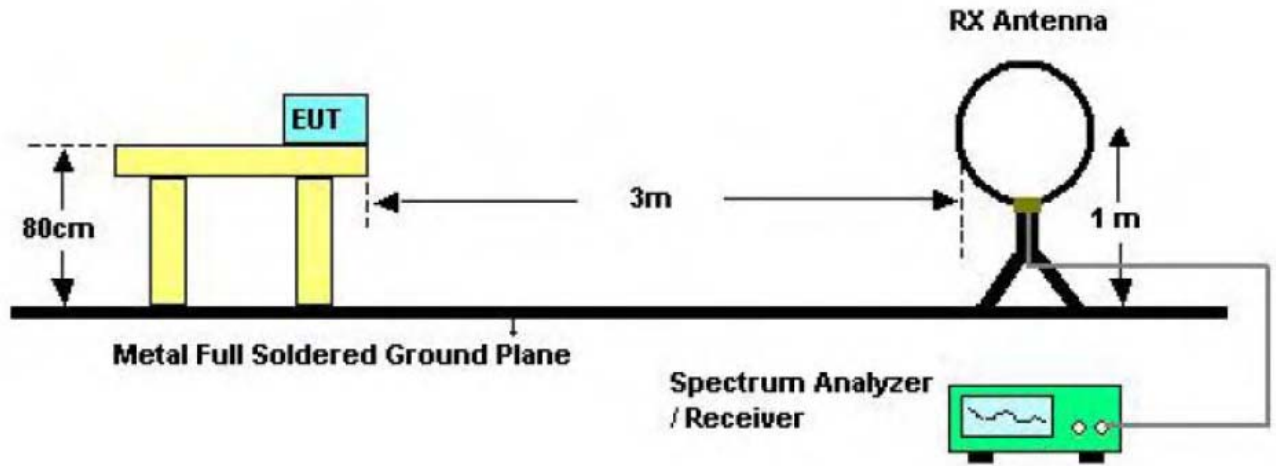 RX Antenna
EUT
80cm
3m
1 m
Metal Full Soldered Ground Plane
Spectrum Analyzer
/ Receiver